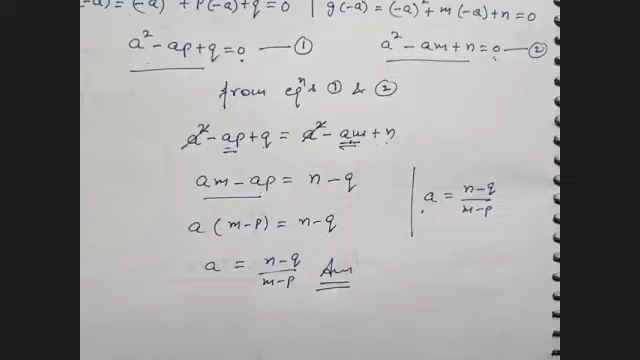 (-a) = (-a)² + p(-a)+q = 0 | g(-a) = (-a)² + m(-a)+n = 0
a² - ap + q = 0 — ① a² - am + n = 0 — ②
from eqⁿs ① & ②
a² - ap + q = a² - am + n
am - ap = n - q
a = n-q / m-p
a (m-p) = n-q
a = n-q / m-p Ans